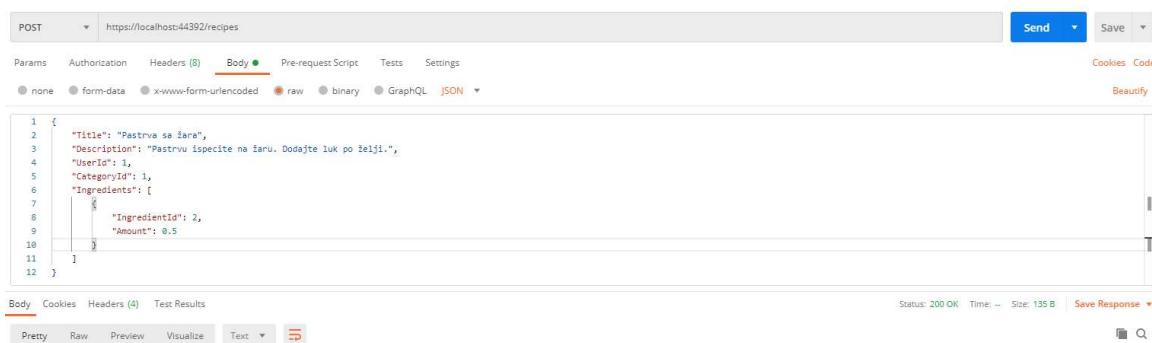 POST https://localhost:44392/recipes Send Save
Params Authorization Headers (8) Body Pre-request Script Tests Settings Cookies Code
none form-data x-www-form-urlencoded raw binary GraphQL JSON Beautify
1 {
2 "Title": "Pastrva sa žara",
3 "Description": "Pastrvu ispecite na žaru. Dodajte luk po želji.",
4 "UserId": 1,
5 "CategoryId": 1,
6 "Ingredients": [
7 {
8 "IngredientId": 2,
9 "Amount": 0.5
10 }
11 ]
12 }
Body Cookies Headers (4) Test Results Status: 200 OK Time: -- Size: 135 B Save Response
Pretty Raw Preview Visualize Text